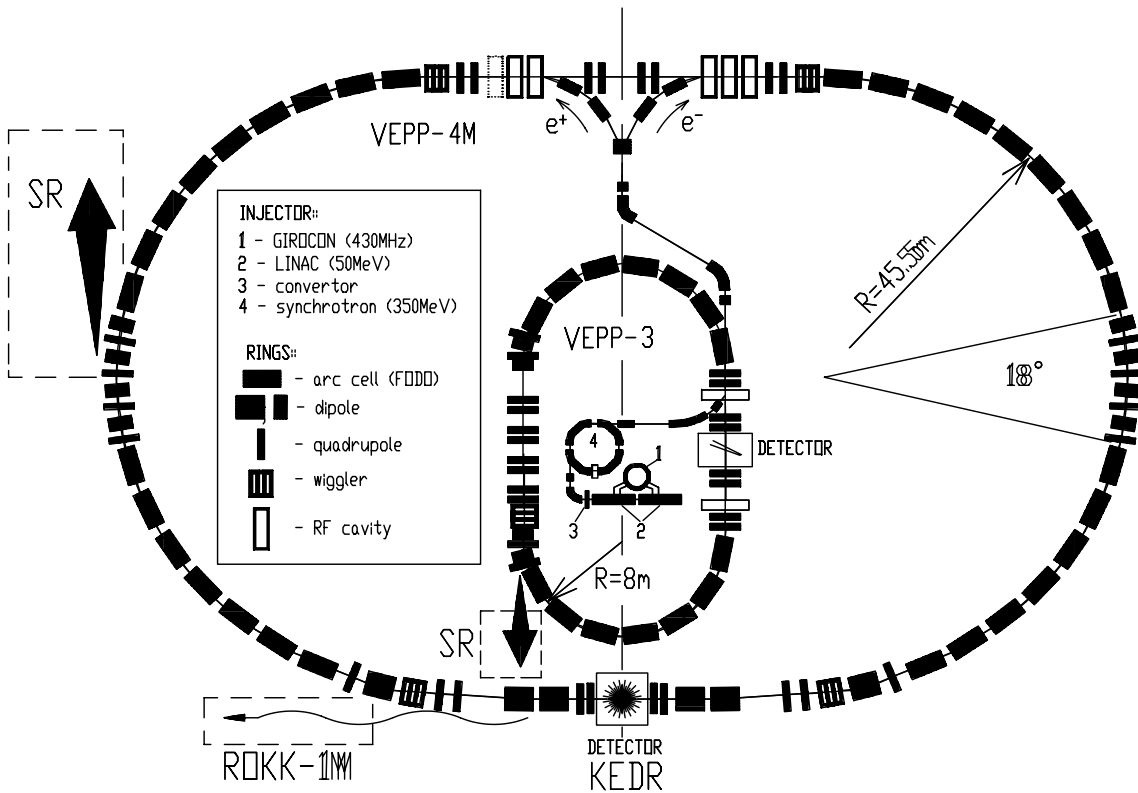 VEPP-4M
e⁺
e⁻
SR
INJECTOR:
1 - GIROCON (430MHz)
2 - LINAC (50MeV)
3 - convertor
4 - synchrotron (350MeV)
RINGS:
- arc cell (FODO)
- dipole
- quadrupole
- wiggler
- RF cavity
R=45.5m
18°
VEPP-3
4
1
DETECTOR
3
2
R=8m
SR
ROKK-1M
DETECTOR
KEDR